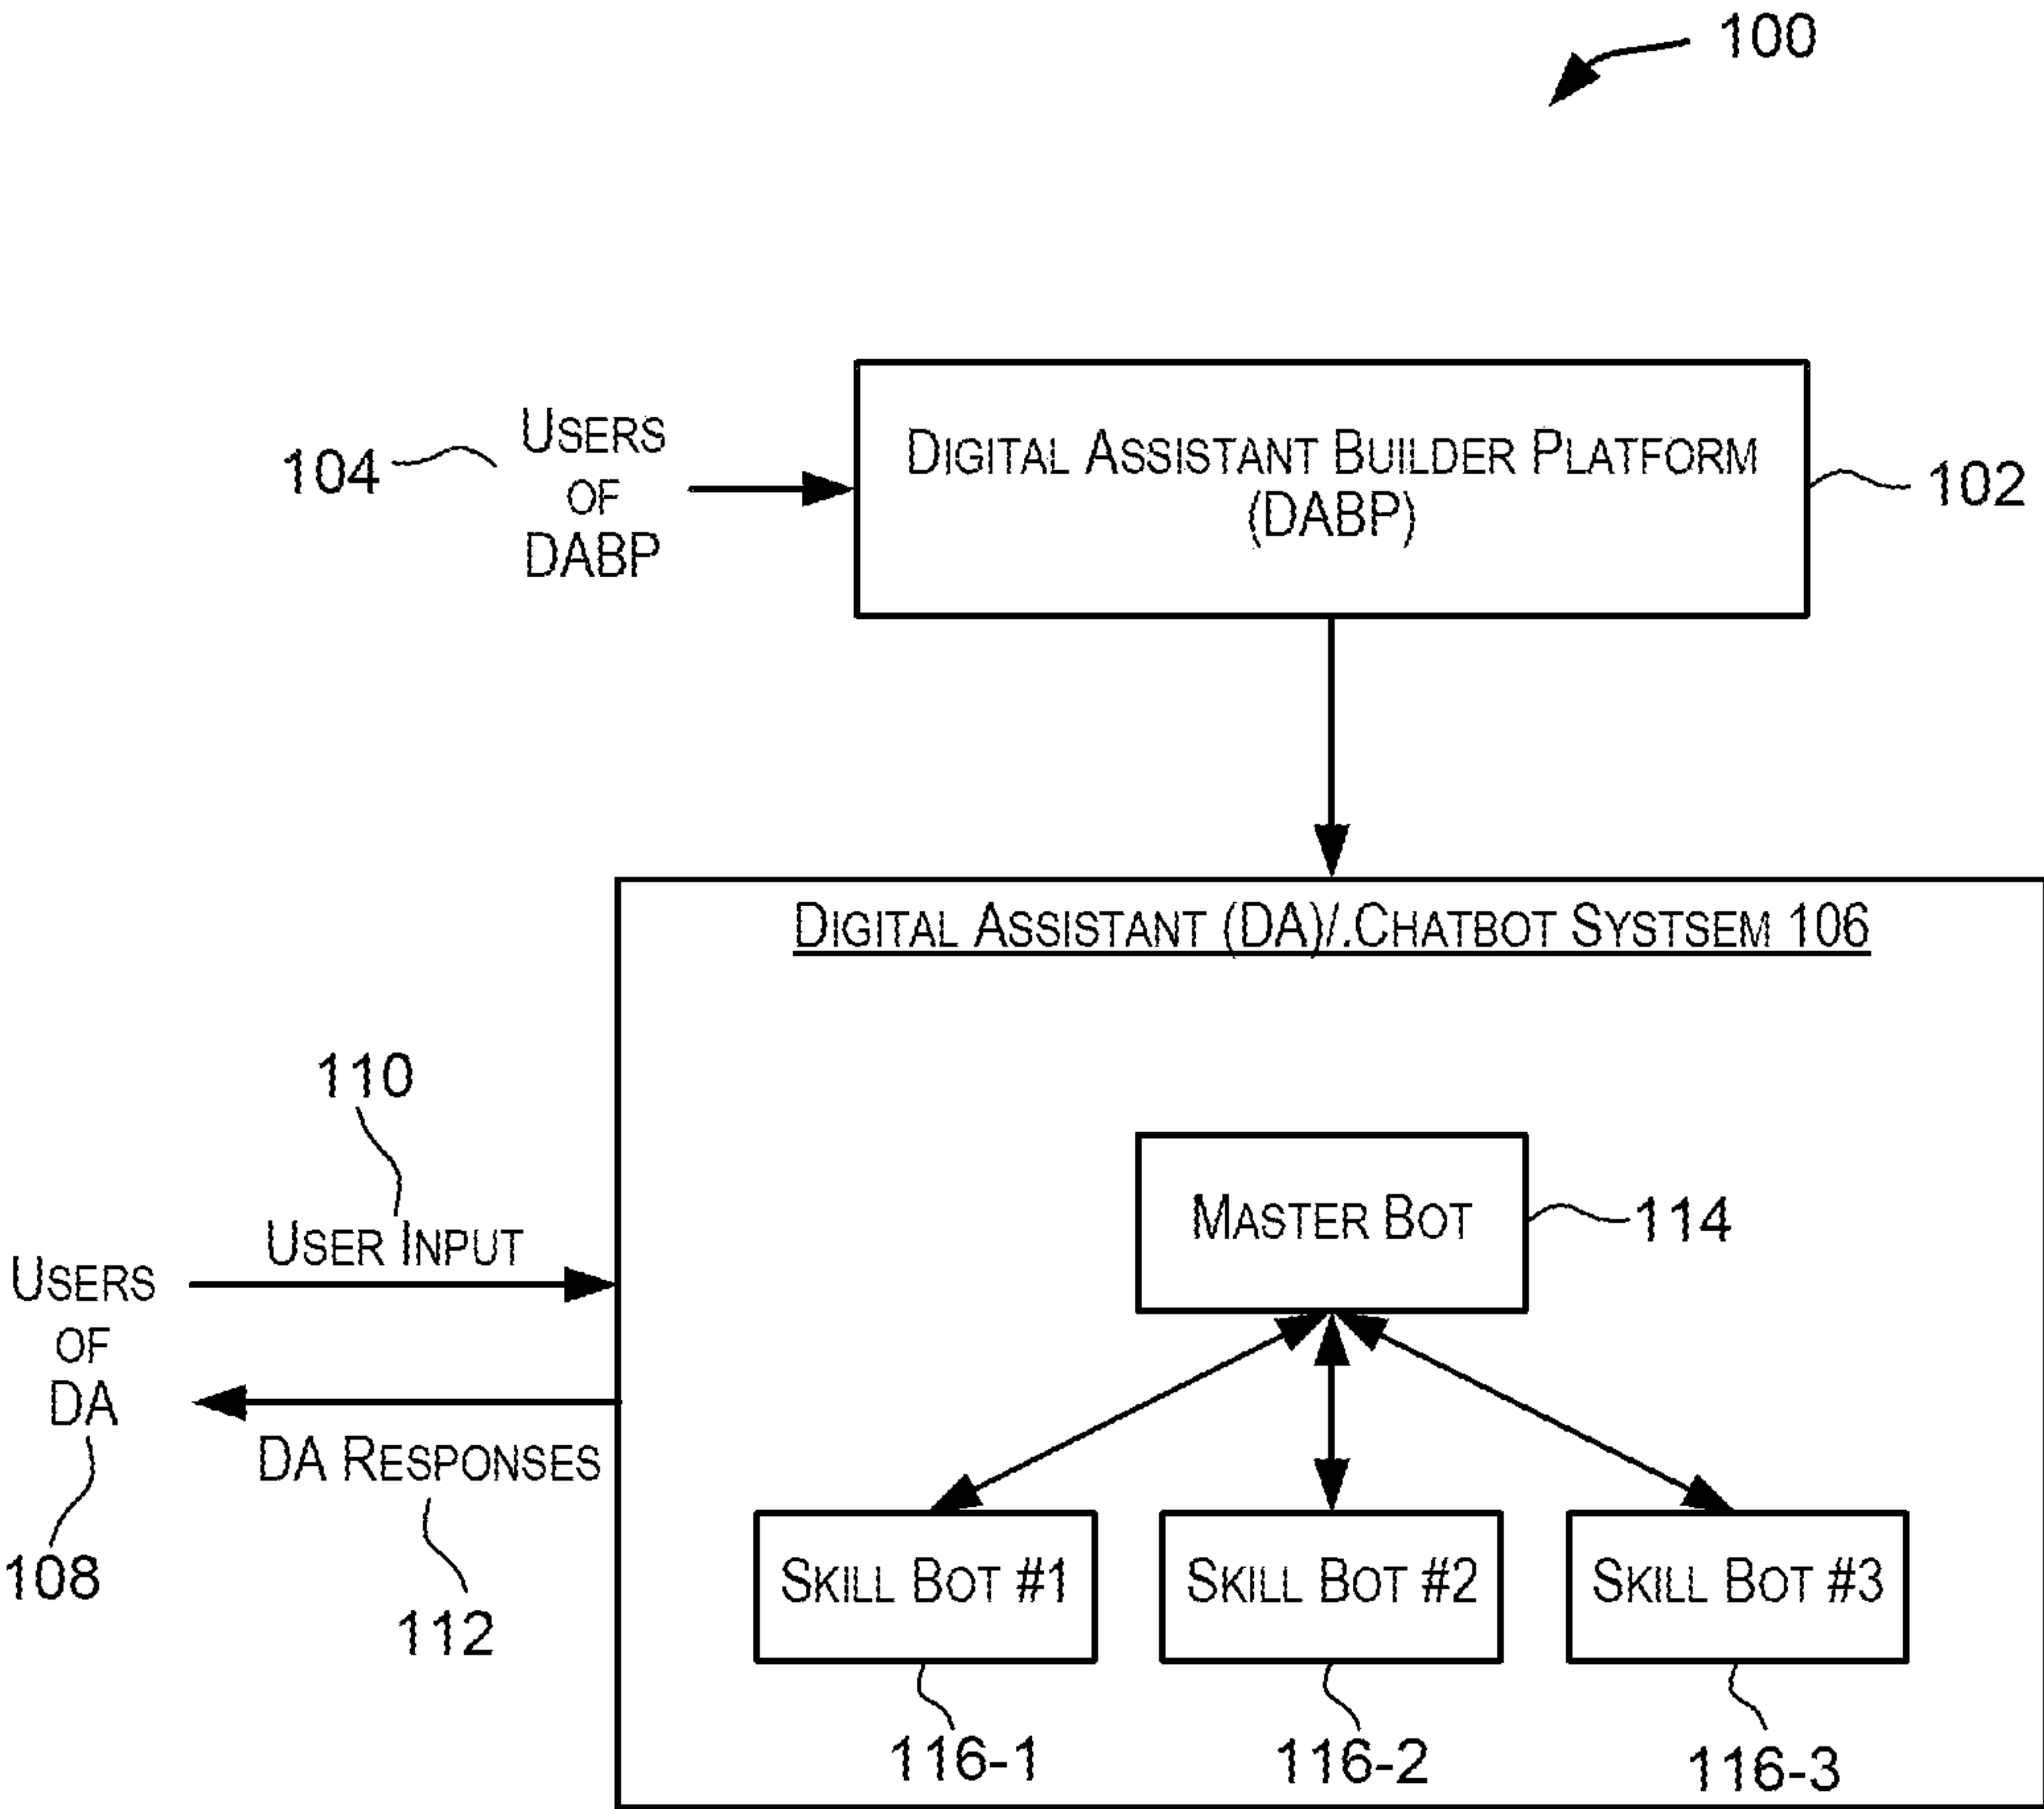 100
USERS
OF
DABP
104
DIGITAL ASSISTANT BUILDER PLATFORM
(DABP)
102
DIGITAL ASSISTANT (DA)/.CHATBOT SYSTSEM 106
110
USER INPUT
USERS
OF
DA
108
DA RESPONSES
112
MASTER BOT
114
SKILL BOT #1
SKILL BOT #2
SKILL BOT #3
116-1
116-2
116-3